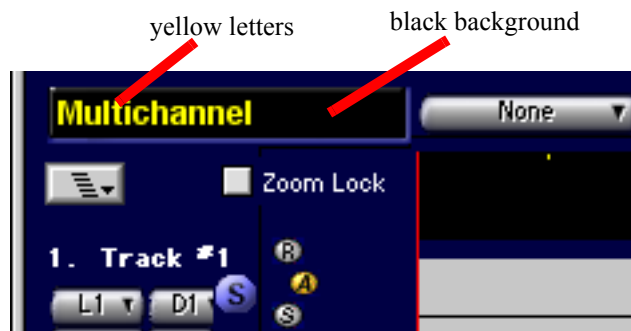 yellow letters black background
Multichannel None
Zoom Lock
1. Track #1 R
A
L1 D1 S S